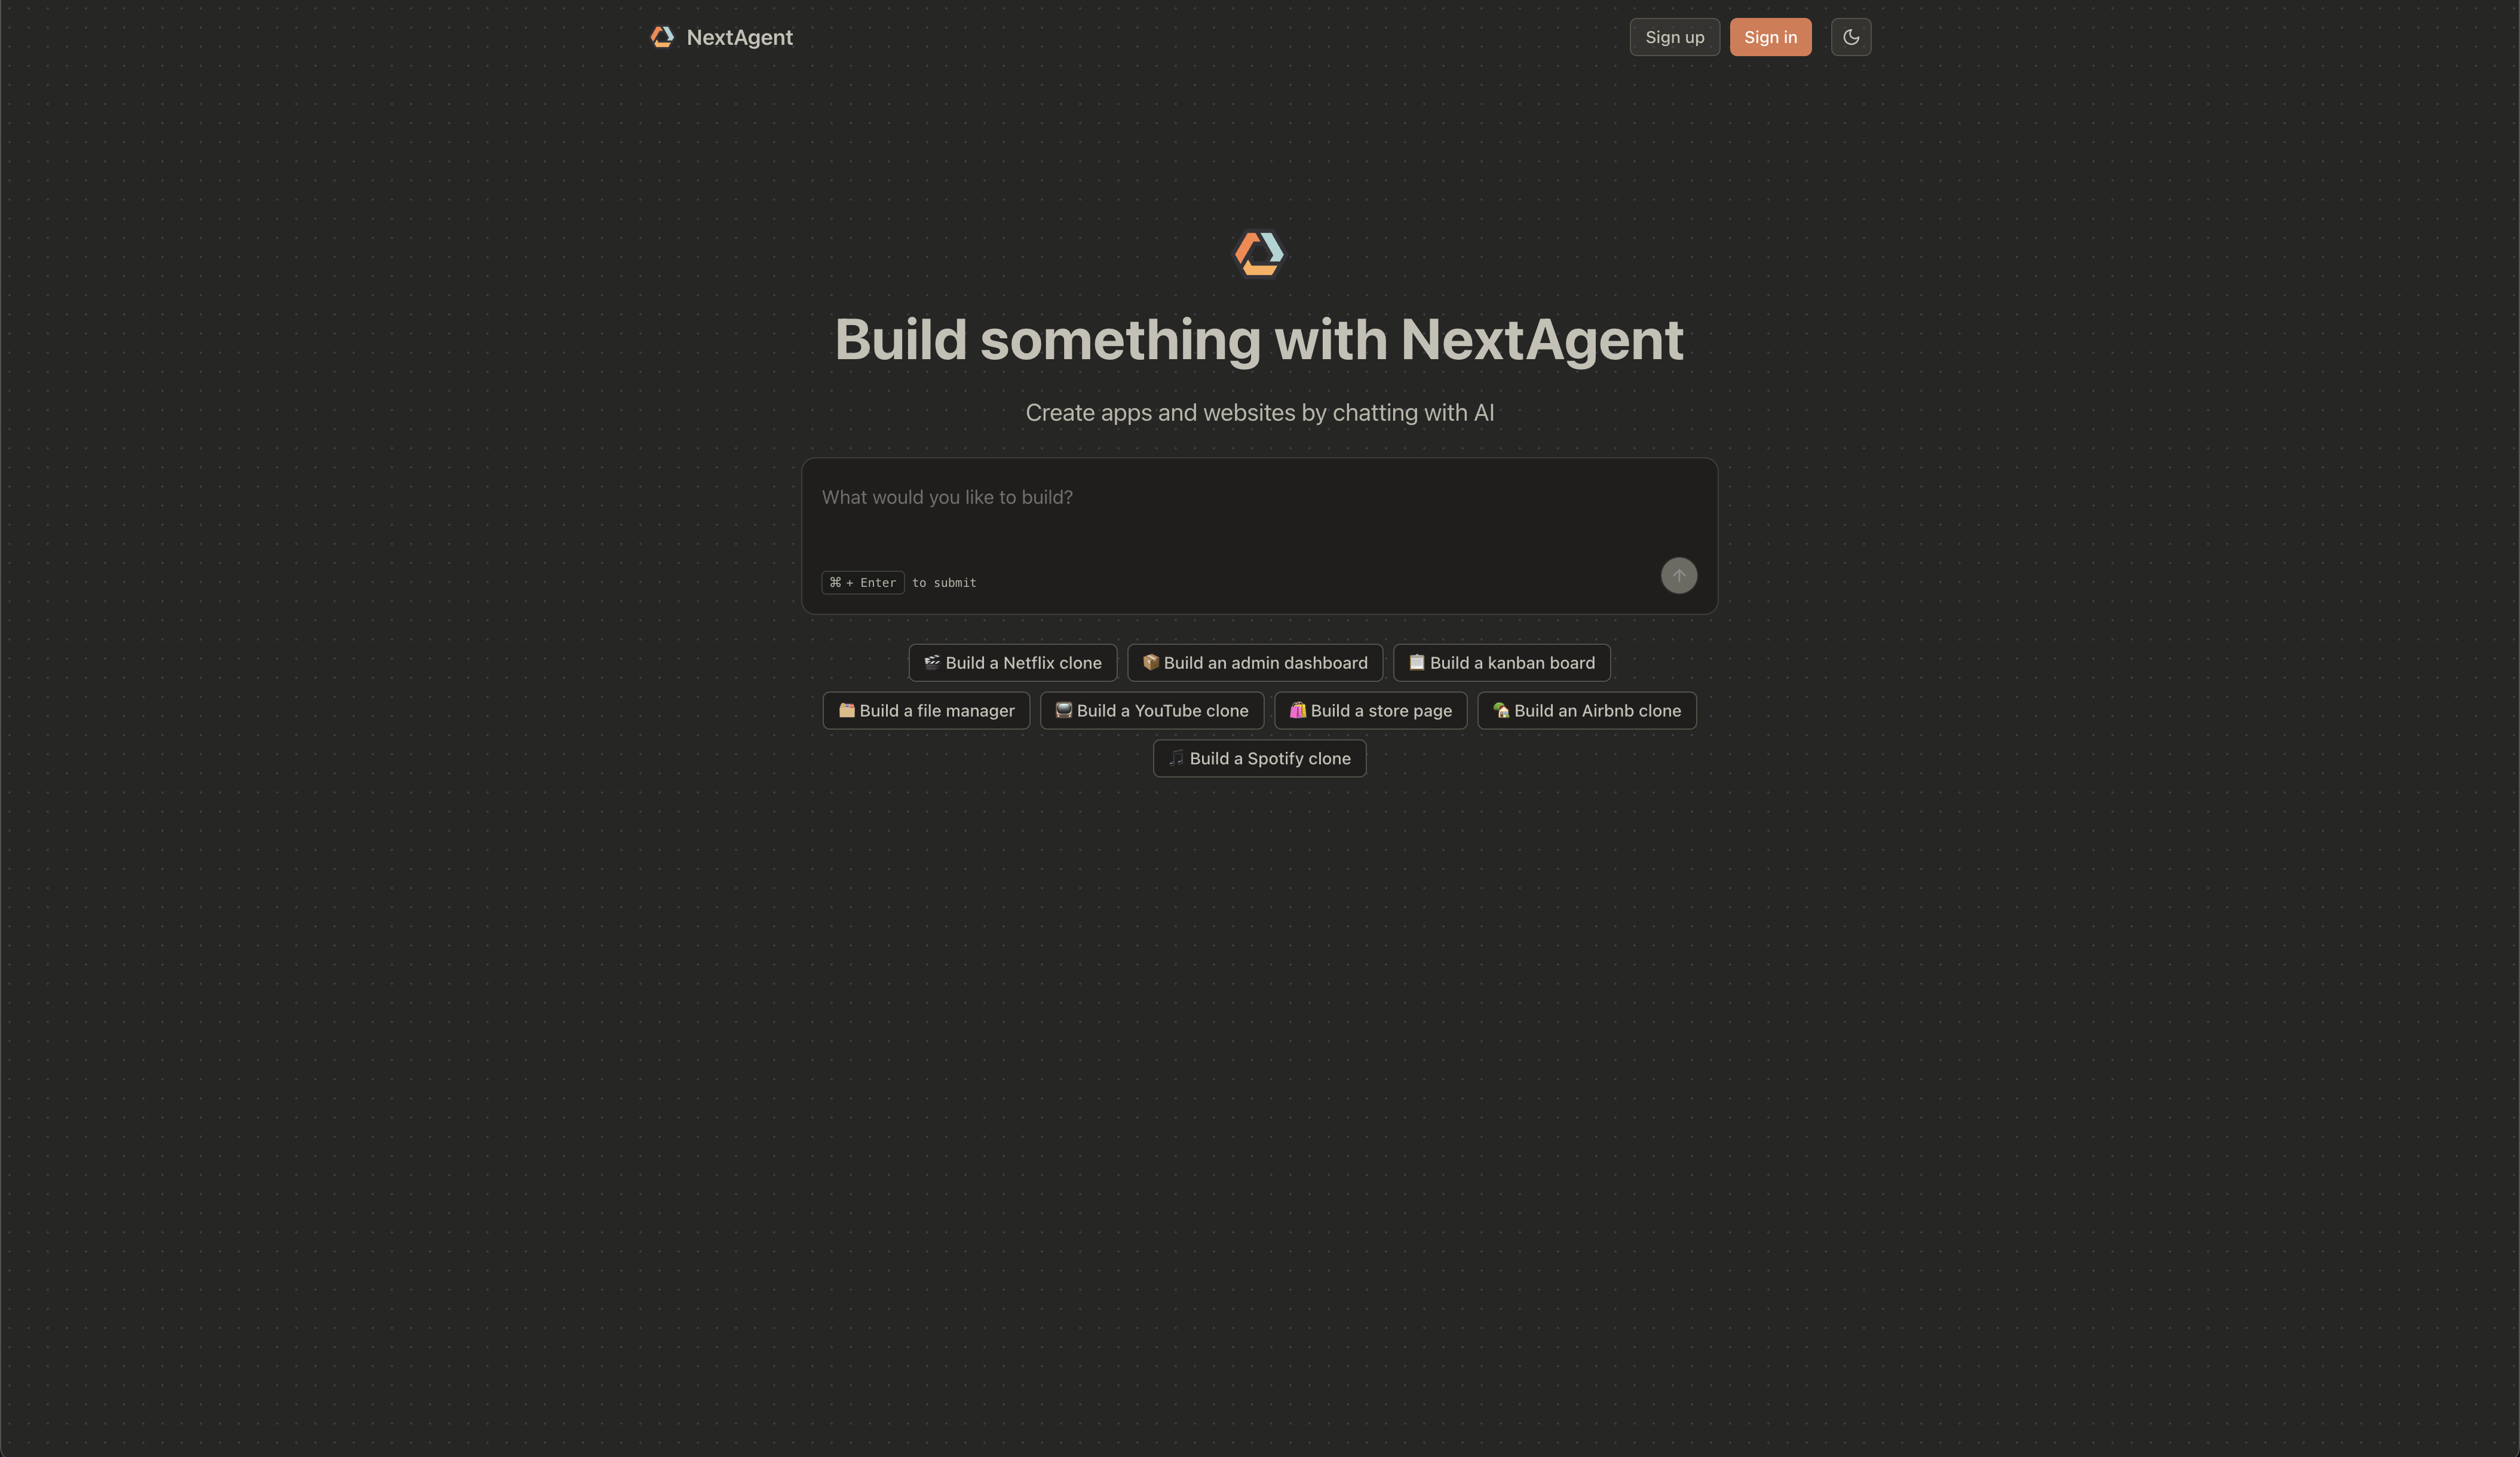 NextAgent
Sign up
Sign in
Build something with NextAgent
Create apps and websites by chatting with AI
What would you like to build?
⌘ + Enter to submit
Build a Netflix clone
Build an admin dashboard
Build a kanban board
Build a file manager
Build a YouTube clone
Build a store page
Build an Airbnb clone
Build a Spotify clone